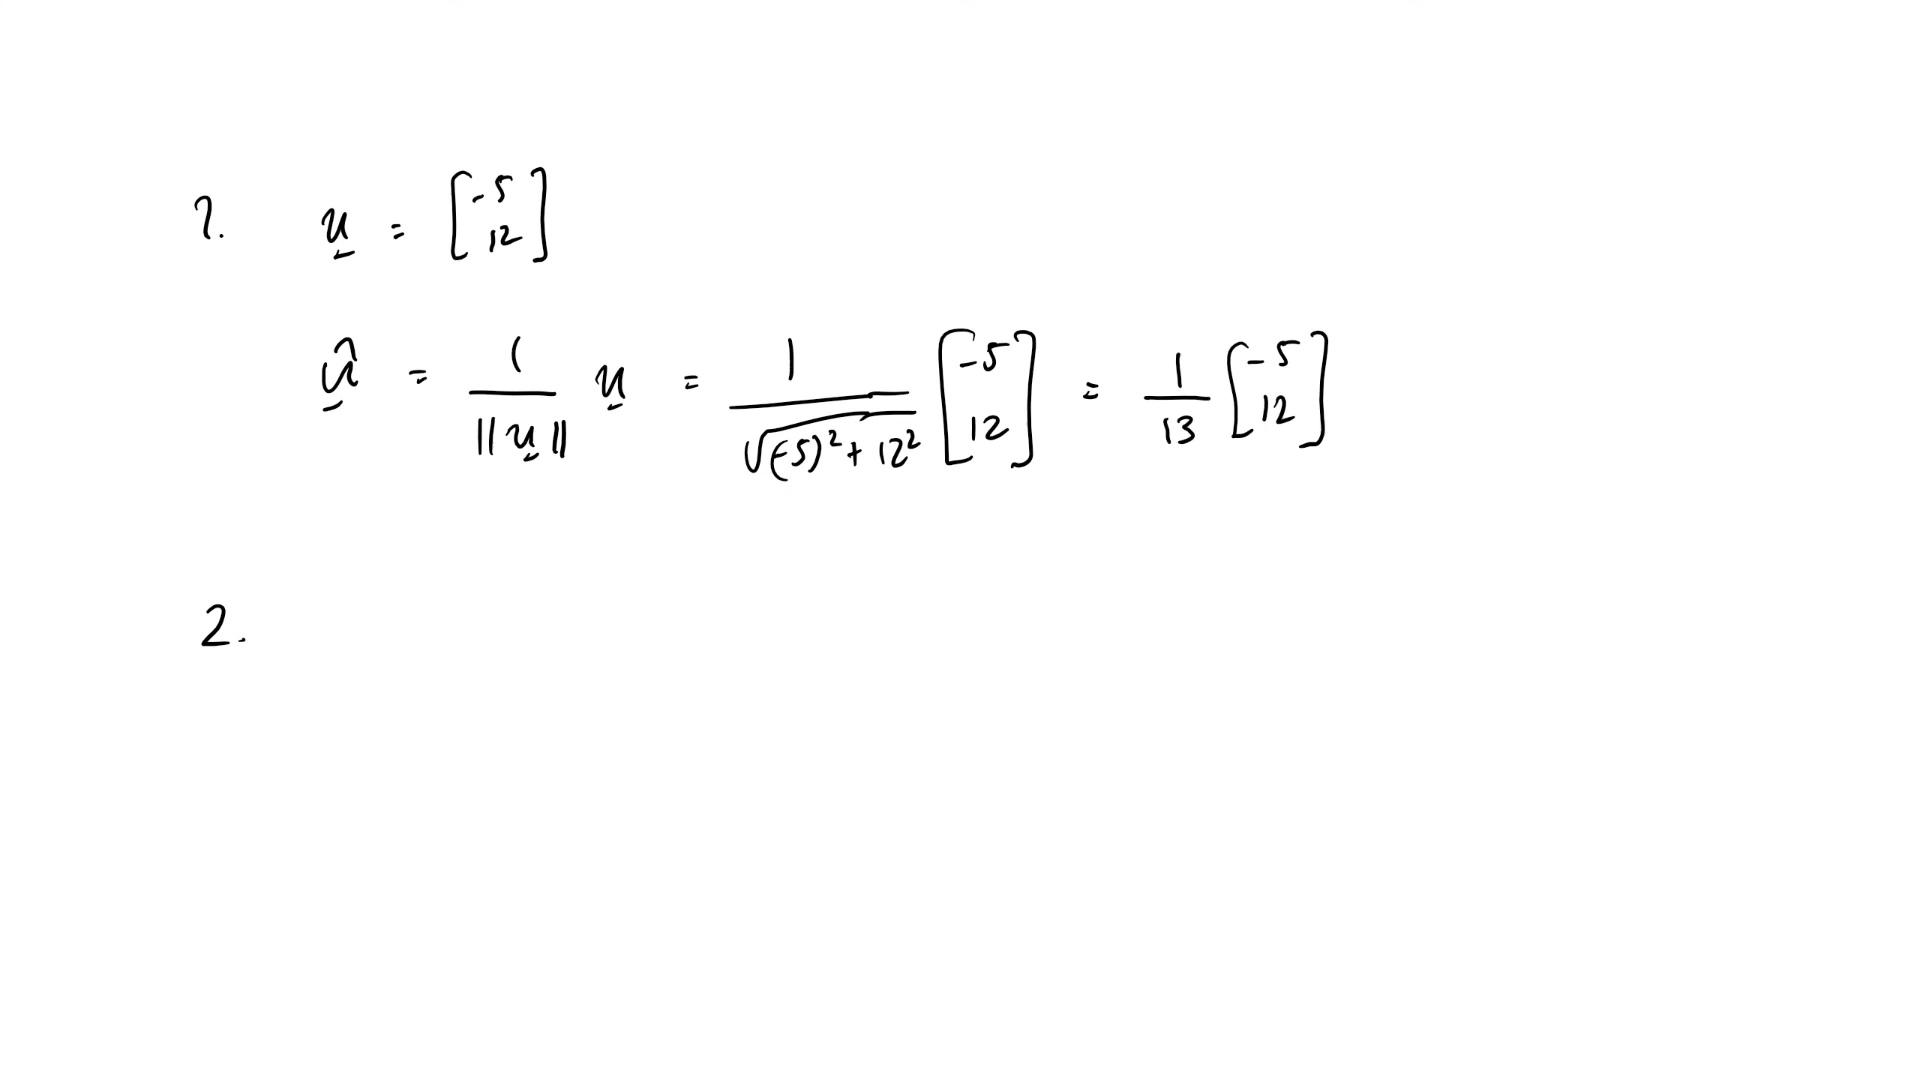 1. u = [-5 12]
û = 1/||u|| u = 1/√((-5)²+12²) [-5 12] = 1/13 [-5 12]
2.